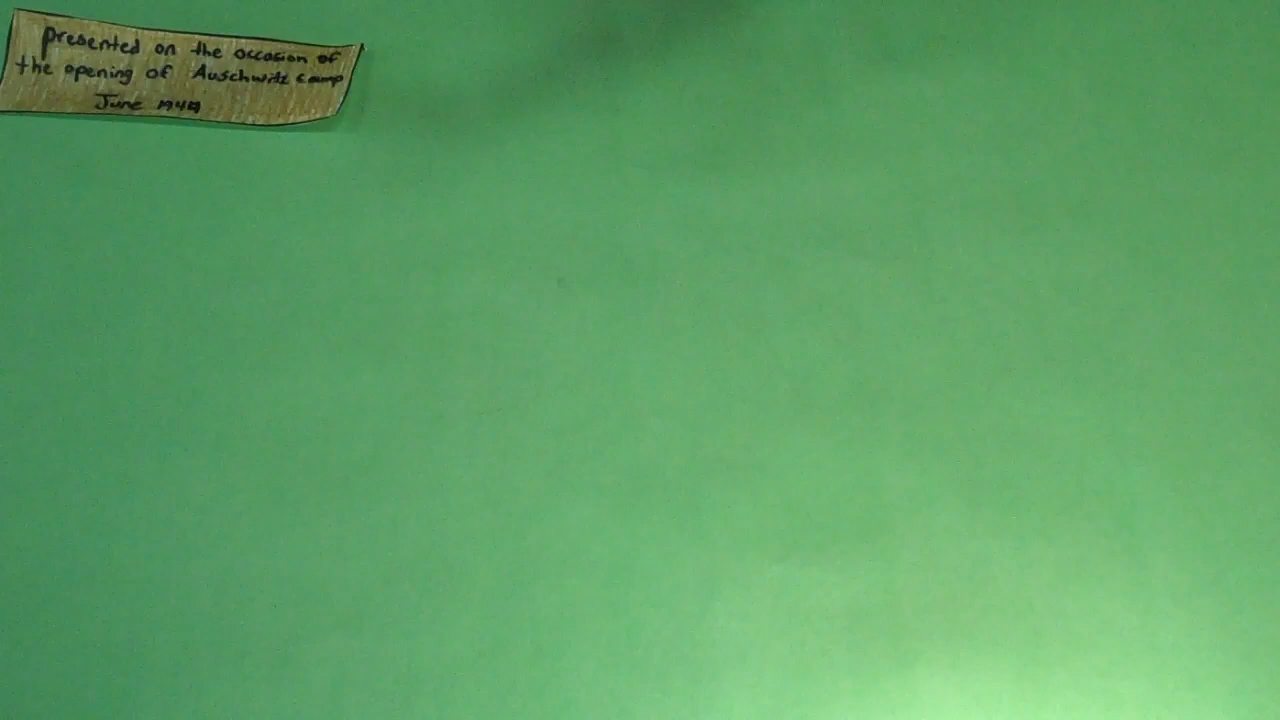 presented on the occasion of
the opening of Auschwitz camp
June 1940